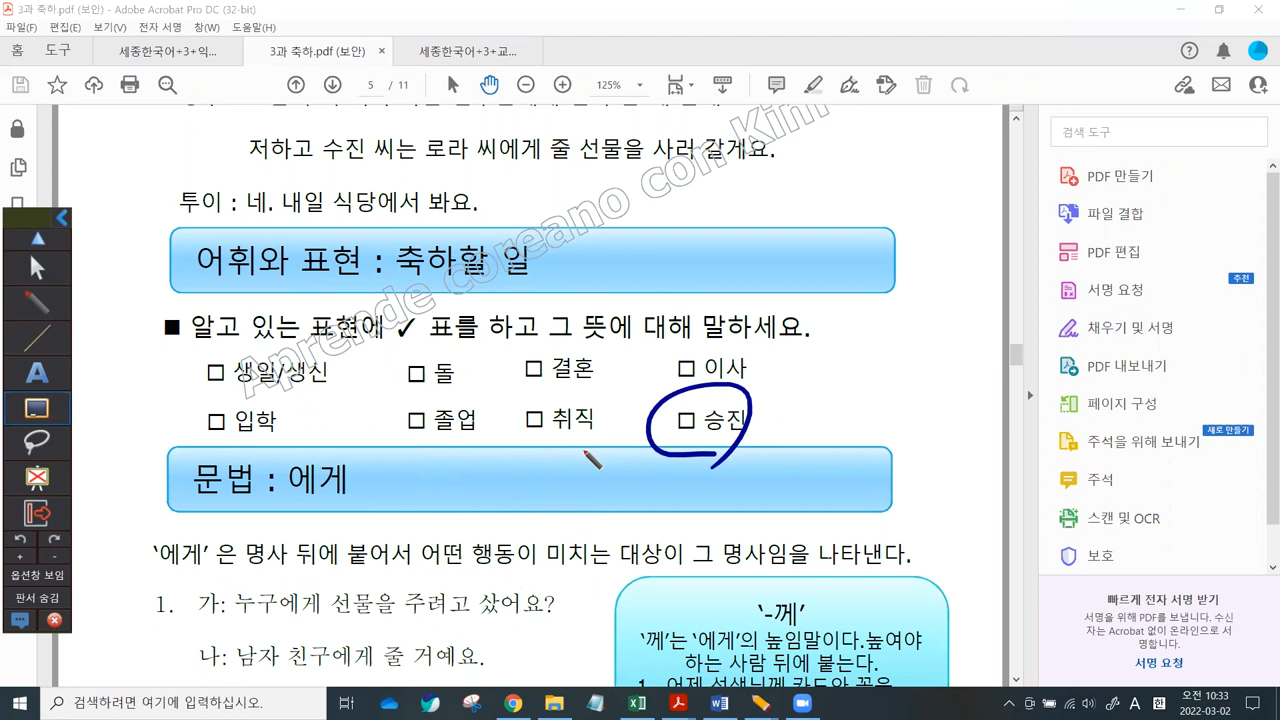 3과 축하.pdf (보안) - Adobe Acrobat Pro DC (32-bit)
파일(F) 편집(E) 보기(V) 전자 서명 창(W) 도움말(H)
홈 도구 세종한국어+3+익... 3과 축하.pdf (보안) × 세종한국어+3+교...
5 / 11 125%
저하고 수진 씨는 로라 씨에게 줄 선물을 사러 갈게요.
투이 : 네. 내일 식당에서 봐요.
어휘와 표현 : 축하할 일
■ 알고 있는 표현에 ✓ 표를 하고 그 뜻에 대해 말하세요.
□ 생일/생신 □ 돌 □ 결혼 □ 이사
□ 입학 □ 졸업 □ 취직 □ 승진
문법 : 에게
‘에게’ 은 명사 뒤에 붙어서 어떤 행동이 미치는 대상이 그 명사임을 나타낸다.
1. 가: 누구에게 선물을 주려고 샀어요?
나: 남자 친구에게 줄 거예요.
‘-께’
‘께’는 ‘에게’의 높임말이다.높여야
하는 사람 뒤에 붙는다.
1. 어제 선생님께 카드와 꽃을
Aprende coreano con Kim
옵션창 보임
판서 숨김
검색 도구
PDF 만들기
파일 결합
PDF 편집
서명 요청 추천
채우기 및 서명
PDF 내보내기
페이지 구성
주석을 위해 보내기 새로 만들기
주석
스캔 및 OCR
보호
빠르게 전자 서명 받기
서명을 위해 PDF를 보냅니다. 수신
자는 Acrobat 없이 온라인으로 서
명합니다.
서명 요청
검색하려면 여기에 입력하십시오.
A 한 오전 10:33
2022-03-02